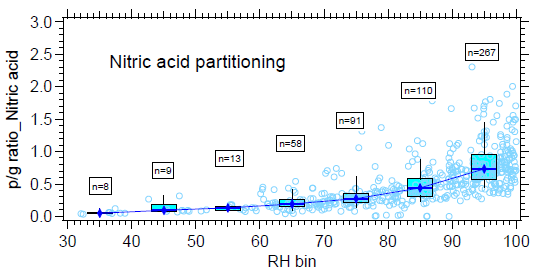 Nitric acid partitioning
p/g ratio_Nitric acid
3.0
2.5
2.0
1.5
1.0
0.5
0.0
n=8
n=9
n=13
n=58
n=91
n=110
n=267
30 40 50 60 70 80 90 100
RH bin